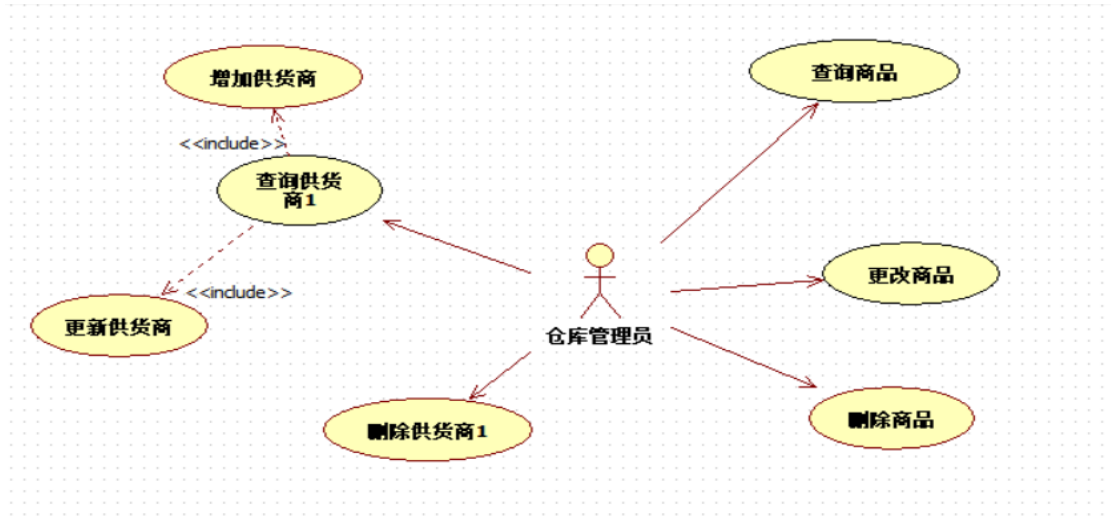 增加供货商
查询商品
<<include>>
查询供货
商1
更改商品
<<include>>
更新供货商
仓库管理员
删除供货商1
删除商品